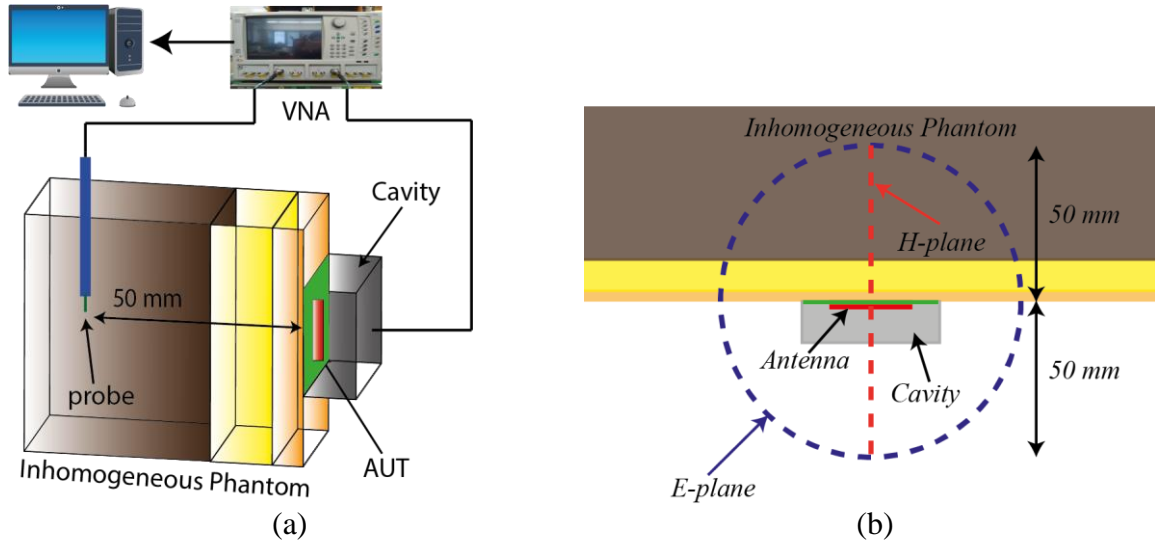 VNA
Cavity
50 mm
probe
AUT
Inhomogeneous Phantom
(a)
Inhomogeneous Phantom
50 mm
H-plane
Antenna
Cavity
50 mm
E-plane
(b)